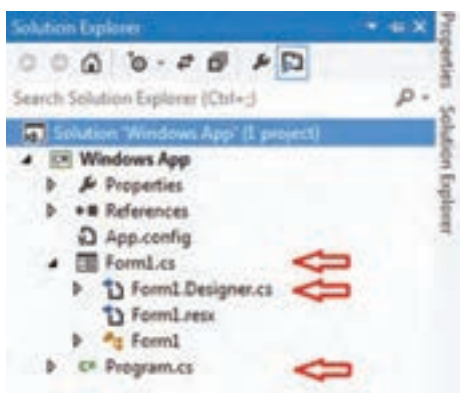 Solution Explorer
Search Solution Explorer (Ctrl+;)
Solution 'Windows App' (1 project)
Windows App
Properties
References
App.config
Form1.cs
Form1.Designer.cs
Form1.resx
Form1
C# Program.cs
Properties
Solution Explorer